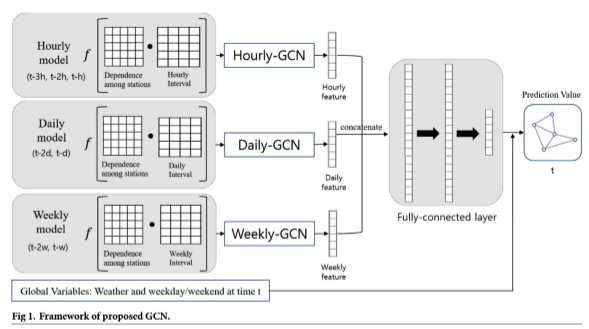 Hourly
model
(t-3h, t-2h, t-h)
f
Dependence
among stations
Hourly
Interval
Hourly-GCN
Hourly
feature
Daily
model
(t-2d, t-d)
f
Dependence
among stations
Daily
Interval
Daily-GCN
Daily
feature
Weekly
model
(t-2w, t-w)
f
Dependence
among stations
Weekly
Interval
Weekly-GCN
Weekly
feature
concatenate
Fully-connected layer
Prediction Value
t
Global Variables: Weather and weekday/weekend at time t
Fig 1. Framework of proposed GCN.